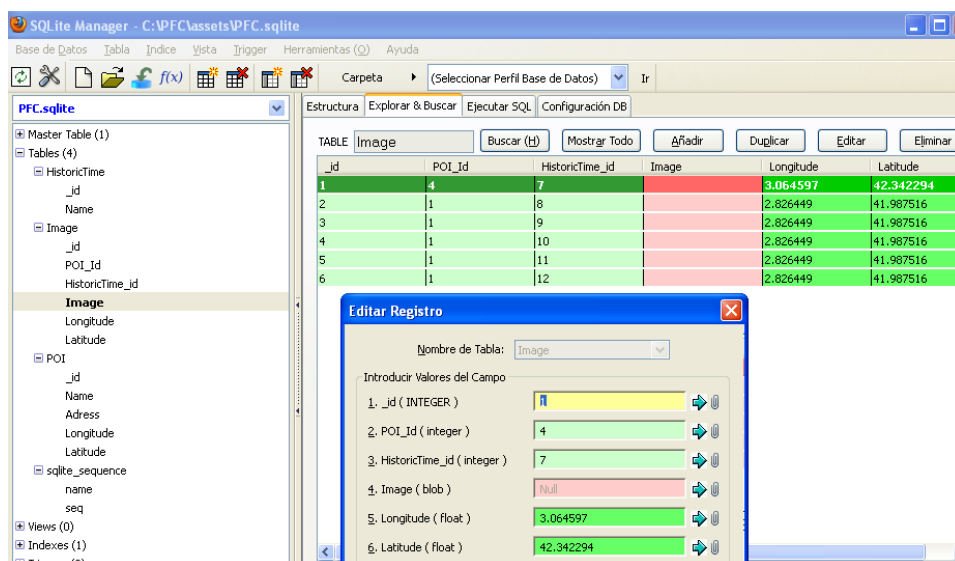 SQLite Manager - C:\PFC\assets\PFC.sqlite
Base de Datos Tabla Indice Vista Trigger Herramientas (O) Ayuda
f(x) Carpeta (Seleccionar Perfil Base de Datos) Ir
PFC.sqlite
Master Table (1)
Tables (4)
HistoricTime
_id
Name
Image
_id
POI_Id
HistoricTime_id
Image
Longitude
Latitude
POI
_id
Name
Adress
Longitude
Latitude
sqlite_sequence
name
seq
Views (0)
Indexes (1)
Estructura Explorar & Buscar Ejecutar SQL Configuración DB
TABLE Image Buscar (H) Mostrar Todo Añadir Duplicar Editar Eliminar
_id POI_Id HistoricTime_id Image Longitude Latitude
1 4 7 3.064597 42.342294
2 1 8 2.826449 41.987516
3 1 9 2.826449 41.987516
4 1 10 2.826449 41.987516
5 1 11 2.826449 41.987516
6 1 12 2.826449 41.987516
Editar Registro
Nombre de Tabla: Image
Introducir Valores del Campo
1. _id ( INTEGER ) 1
2. POI_Id ( integer ) 4
3. HistoricTime_id ( integer ) 7
4. Image ( blob ) Null
5. Longitude ( float ) 3.064597
6. Latitude ( float ) 42.342294